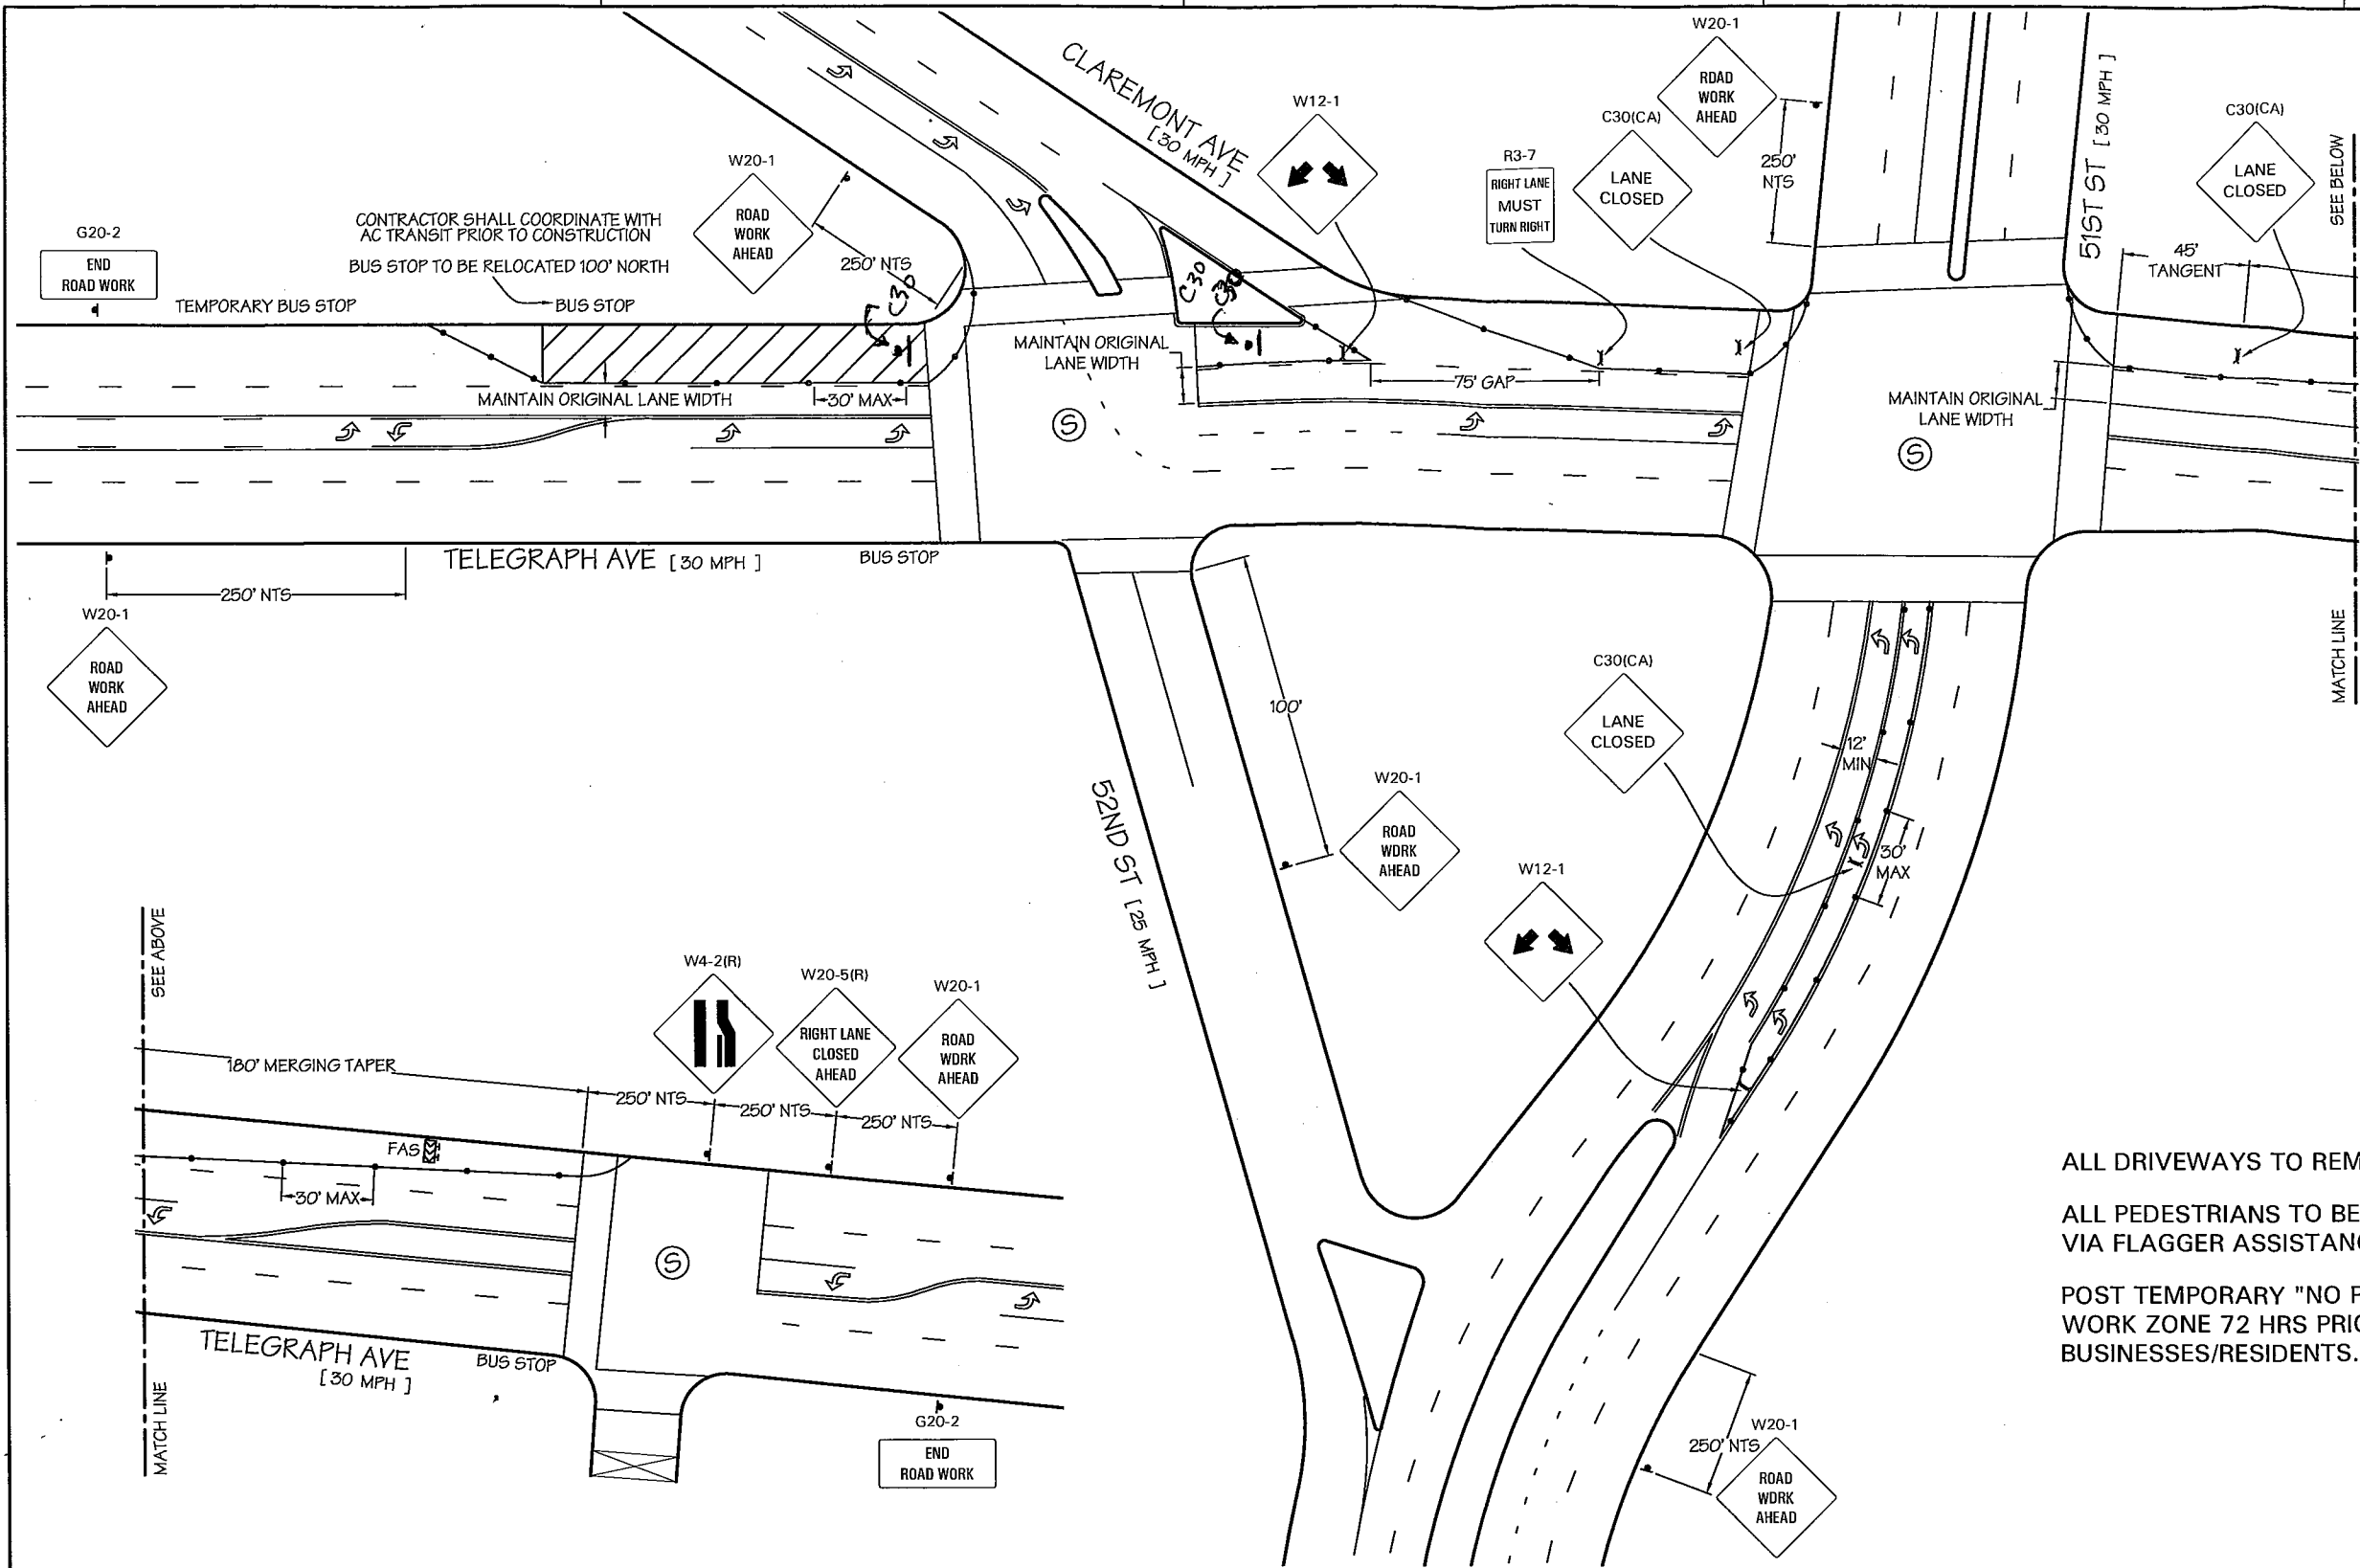 G20-2
END
ROAD WORK
CONTRACTOR SHALL COORDINATE WITH
AC TRANSIT PRIOR TO CONSTRUCTION
BUS STOP TO BE RELOCATED 100' NORTH
TEMPORARY BUS STOP
BUS STOP
W20-1
ROAD
WORK
AHEAD
250' NTS
C30
CLAREMONT AVE
[30 MPH]
W12-1
C30
C30
R3-7
RIGHT LANE
MUST
TURN RIGHT
C30(CA)
LANE
CLOSED
W20-1
ROAD
WORK
AHEAD
250'
NTS
51ST ST [30 MPH]
C30(CA)
LANE
CLOSED
45'
TANGENT
SEE BELOW
MATCH LINE
MAINTAIN ORIGINAL LANE WIDTH
30' MAX
MAINTAIN ORIGINAL
LANE WIDTH
75' GAP
MAINTAIN ORIGINAL
LANE WIDTH
S
S
TELEGRAPH AVE [30 MPH]
BUS STOP
250' NTS
W20-1
ROAD
WORK
AHEAD
52ND ST [25 MPH]
100'
W20-1
ROAD
WORK
AHEAD
C30(CA)
LANE
CLOSED
12'
MIN
30'
MAX
W12-1
SEE ABOVE
MATCH LINE
180' MERGING TAPER
W4-2(R)
W20-5(R)
RIGHT LANE
CLOSED
AHEAD
W20-1
ROAD
WORK
AHEAD
250' NTS
250' NTS
250' NTS
FAS
30' MAX
S
TELEGRAPH AVE
[30 MPH]
BUS STOP
G20-2
END
ROAD WORK
250' NTS
W20-1
ROAD
WORK
AHEAD
ALL DRIVEWAYS TO REM
ALL PEDESTRIANS TO BE
VIA FLAGGER ASSISTANC
POST TEMPORARY "NO P
WORK ZONE 72 HRS PRIO
BUSINESSES/RESIDENTS.